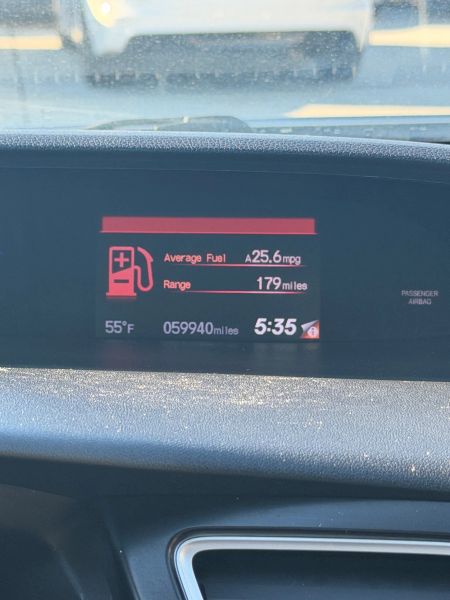 Average Fuel A25.6mpg
Range 179miles
PASSENGER
AIRBAG
55°F 059940miles 5:35 i